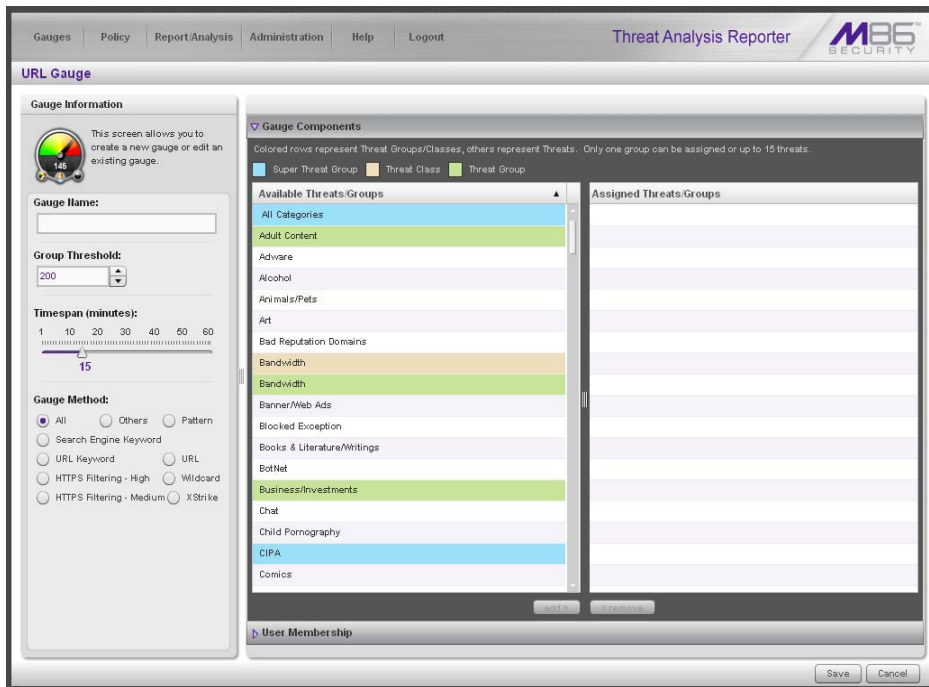 Gauges Policy Report/Analysis Administration Help Logout Threat Analysis Reporter M86 SECURITY
URL Gauge
Gauge Information
145
This screen allows you to
create a new gauge or edit an
existing gauge.
Gauge Name:
Group Threshold:
200
Timespan (minutes):
1 10 20 30 40 50 60
15
Gauge Method:
All Others Pattern
Search Engine Keyword
URL Keyword URL
HTTPS Filtering - High Wildcard
HTTPS Filtering - Medium XStrike
Gauge Components
Colored rows represent Threat Groups/Classes, others represent Threats. Only one group can be assigned or up to 15 threats.
Super Threat Group Threat Class Threat Group
Available Threats/Groups
All Categories
Adult Content
Adware
Alcohol
Animals/Pets
Art
Bad Reputation Domains
Bandwidth
Bandwidth
Banner/Web Ads
Blocked Exception
Books & Literature/Writings
BotNet
Business/Investments
Chat
Child Pornography
CIPA
Comics
Assigned Threats/Groups
add > < remove
User Membership
Save Cancel